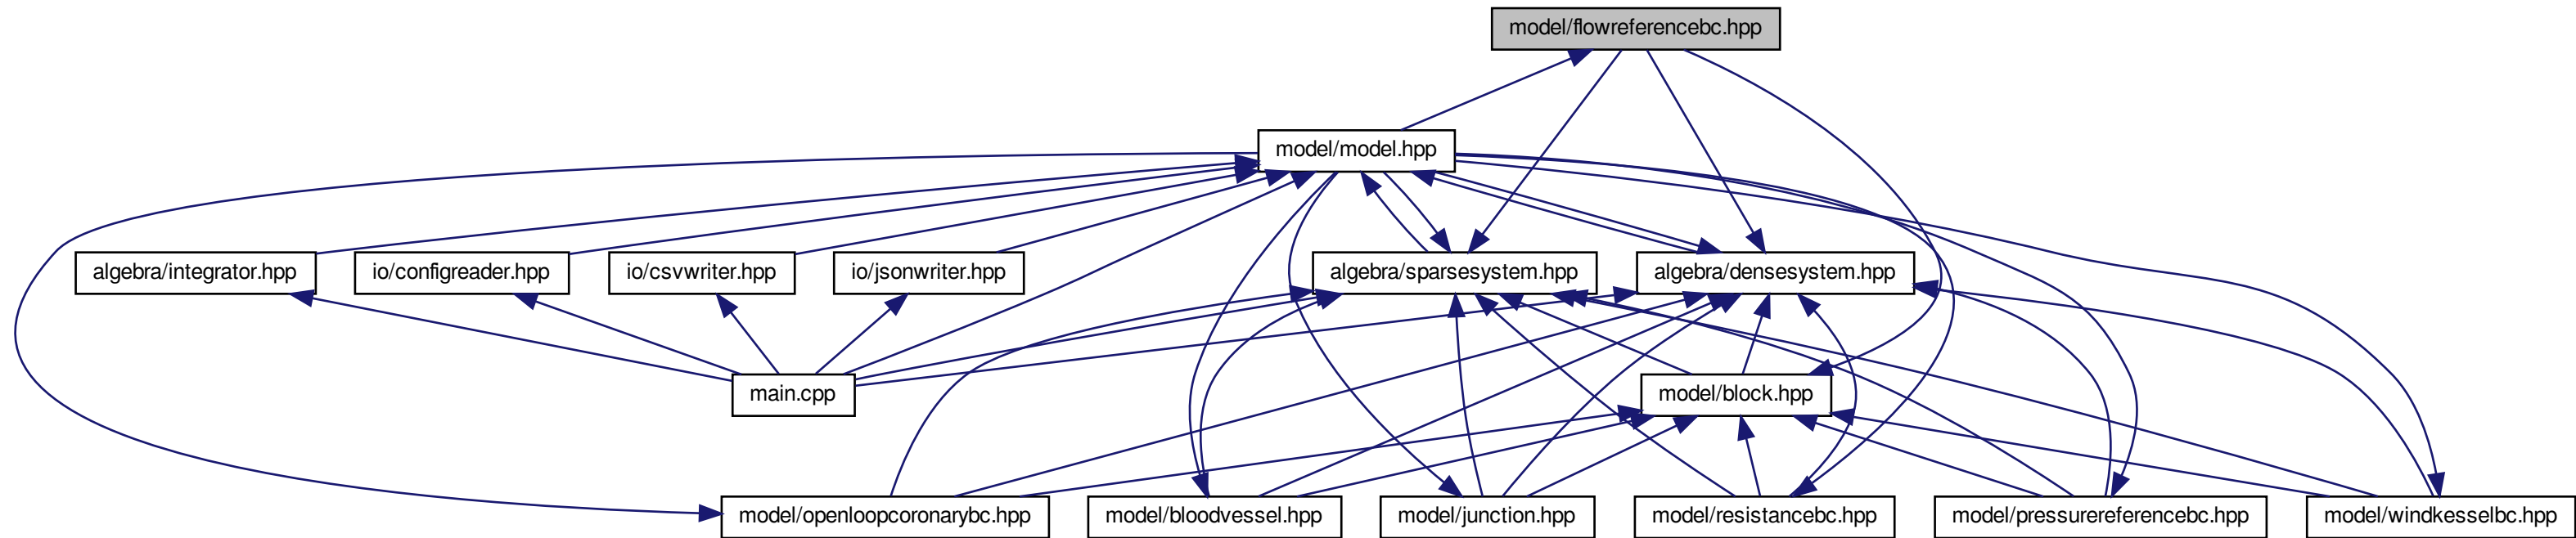 model/flowreferencebc.hpp
model/model.hpp
algebra/integrator.hpp
io/configreader.hpp
io/csvwriter.hpp
io/jsonwriter.hpp
algebra/sparsesystem.hpp
algebra/densesystem.hpp
main.cpp
model/block.hpp
model/openloopcoronarybc.hpp
model/bloodvessel.hpp
model/junction.hpp
model/resistancebc.hpp
model/pressurereferencebc.hpp
model/windkesselbc.hpp